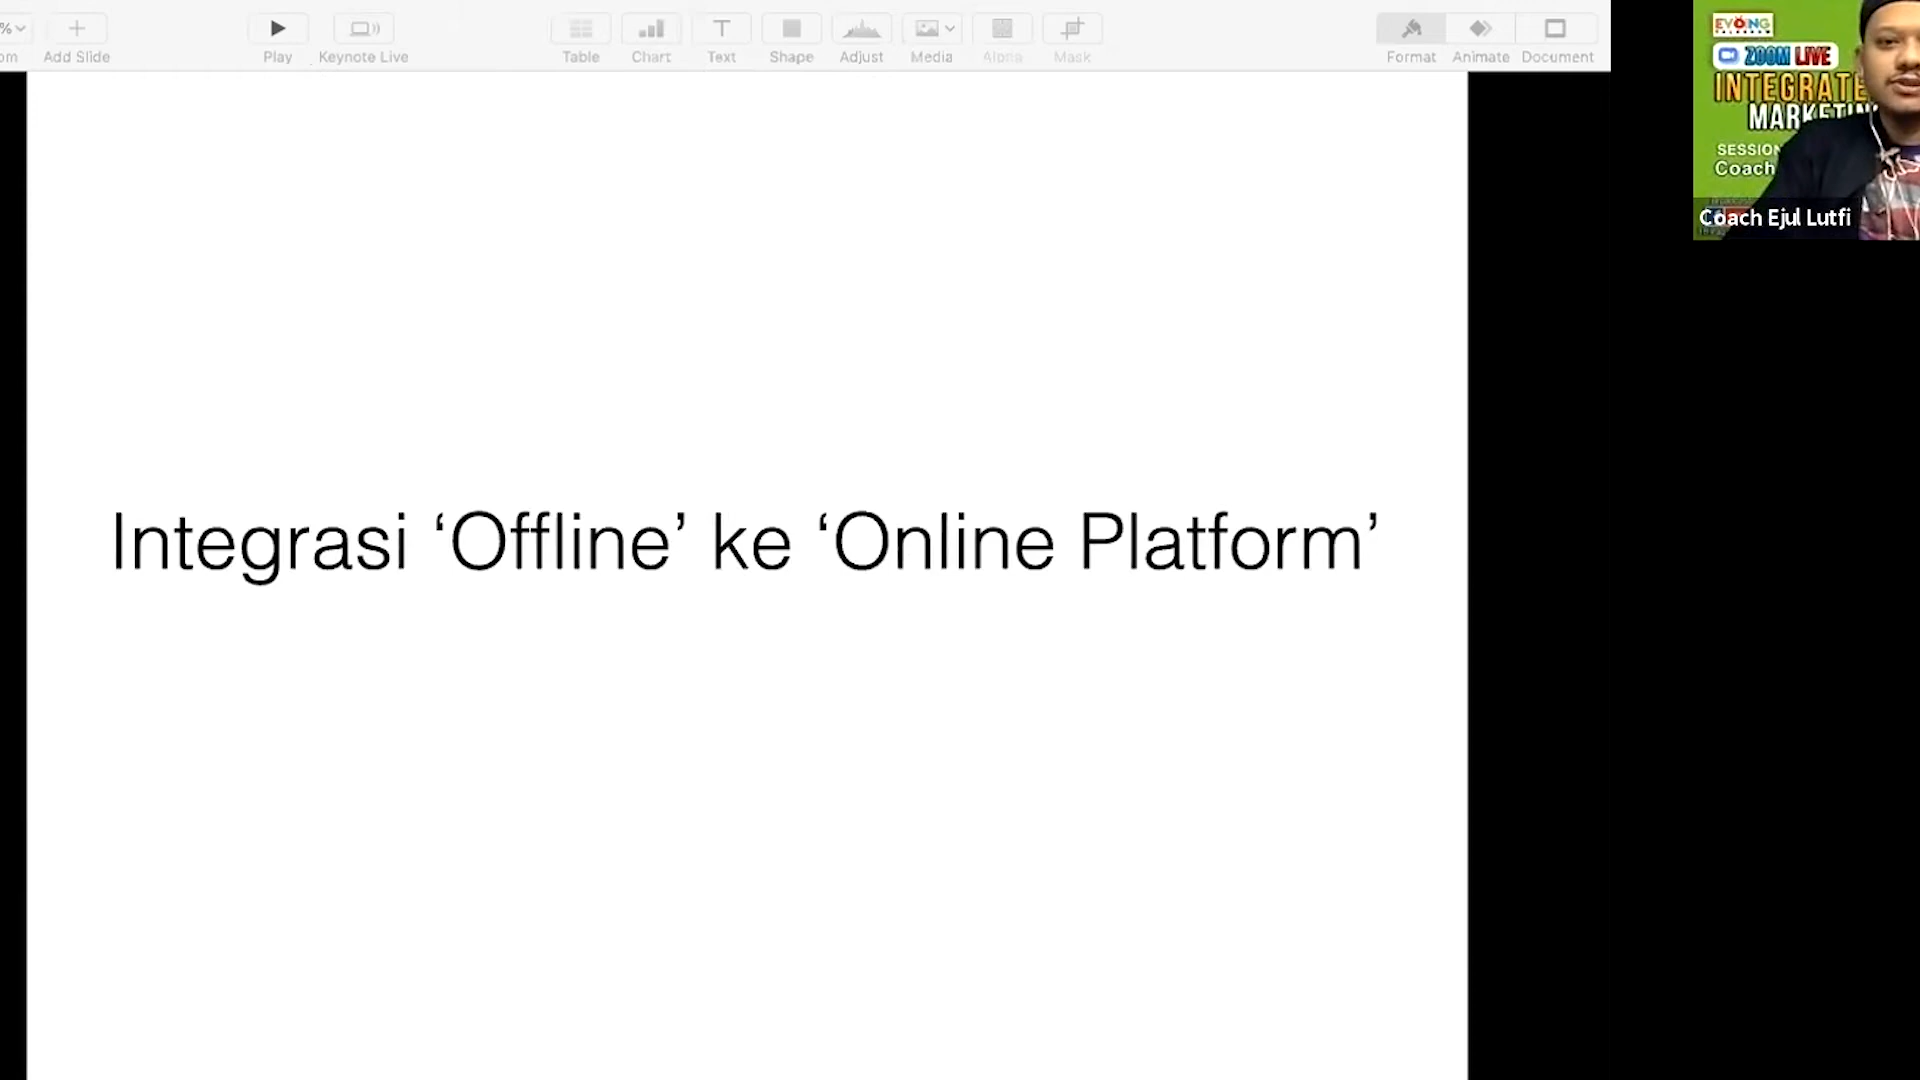 Add Slide
Play
Keynote Live
Table
Chart
Text
Shape
Adjust
Media
Alpha
Mask
Format
Animate
Document
Integrasi ‘Offline’ ke ‘Online Platform’
ZOOM LIVE
Coach
Coach Ejul Lutfi